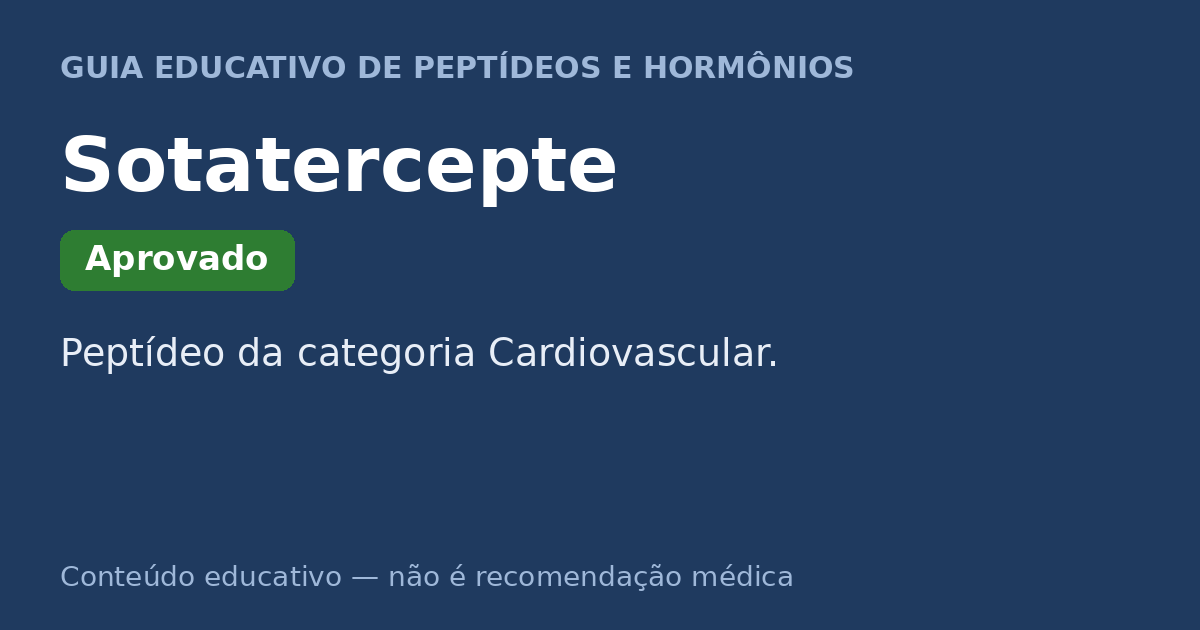 GUIA EDUCATIVO DE PEPTÍDEOS E HORMÔNIOS
Sotatercepte
Aprovado
Peptídeo da categoria Cardiovascular.
Conteúdo educativo — não é recomendação médica